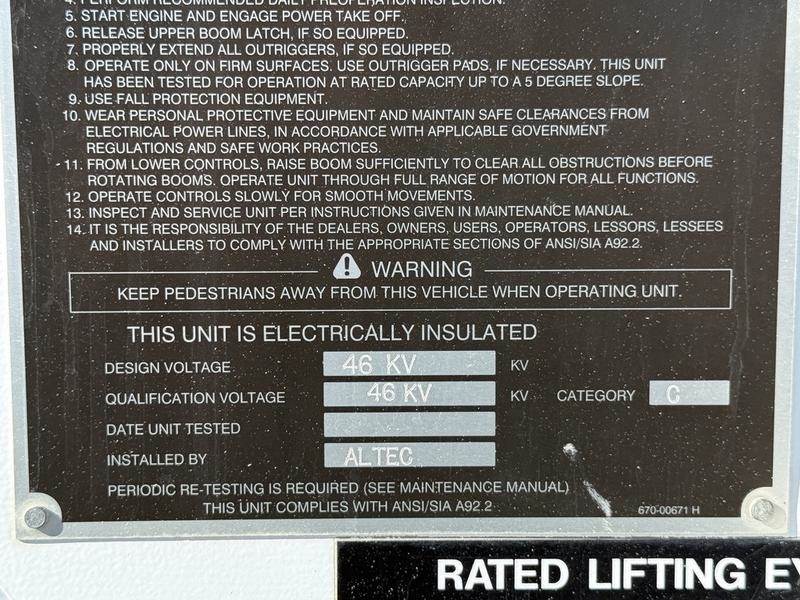 4. PERFORM RECOMMENDED DAILY PREOPERATION INSPECTION.
5. START ENGINE AND ENGAGE POWER TAKE OFF.
6. RELEASE UPPER BOOM LATCH, IF SO EQUIPPED.
7. PROPERLY EXTEND ALL OUTRIGGERS, IF SO EQUIPPED.
8. OPERATE ONLY ON FIRM SURFACES. USE OUTRIGGER PADS, IF NECESSARY. THIS UNIT
HAS BEEN TESTED FOR OPERATION AT RATED CAPACITY UP TO A 5 DEGREE SLOPE.
9. USE FALL PROTECTION EQUIPMENT.
10. WEAR PERSONAL PROTECTIVE EQUIPMENT AND MAINTAIN SAFE CLEARANCES FROM
ELECTRICAL POWER LINES, IN ACCORDANCE WITH APPLICABLE GOVERNMENT
REGULATIONS AND SAFE WORK PRACTICES.
11. FROM LOWER CONTROLS, RAISE BOOM SUFFICIENTLY TO CLEAR ALL OBSTRUCTIONS BEFORE
ROTATING BOOMS. OPERATE UNIT THROUGH FULL RANGE OF MOTION FOR ALL FUNCTIONS.
12. OPERATE CONTROLS SLOWLY FOR SMOOTH MOVEMENTS.
13. INSPECT AND SERVICE UNIT PER INSTRUCTIONS GIVEN IN MAINTENANCE MANUAL.
14. IT IS THE RESPONSIBILITY OF THE DEALERS, OWNERS, USERS, OPERATORS, LESSORS, LESSEES
AND INSTALLERS TO COMPLY WITH THE APPROPRIATE SECTIONS OF ANSI/SIA A92.2.
WARNING
KEEP PEDESTRIANS AWAY FROM THIS VEHICLE WHEN OPERATING UNIT.
THIS UNIT IS ELECTRICALLY INSULATED
DESIGN VOLTAGE 46 KV KV
QUALIFICATION VOLTAGE 46 KV KV CATEGORY C
DATE UNIT TESTED
INSTALLED BY ALTEC
PERIODIC RE-TESTING IS REQUIRED (SEE MAINTENANCE MANUAL)
THIS UNIT COMPLIES WITH ANSI/SIA A92.2
670-00671 H
RATED LIFTING